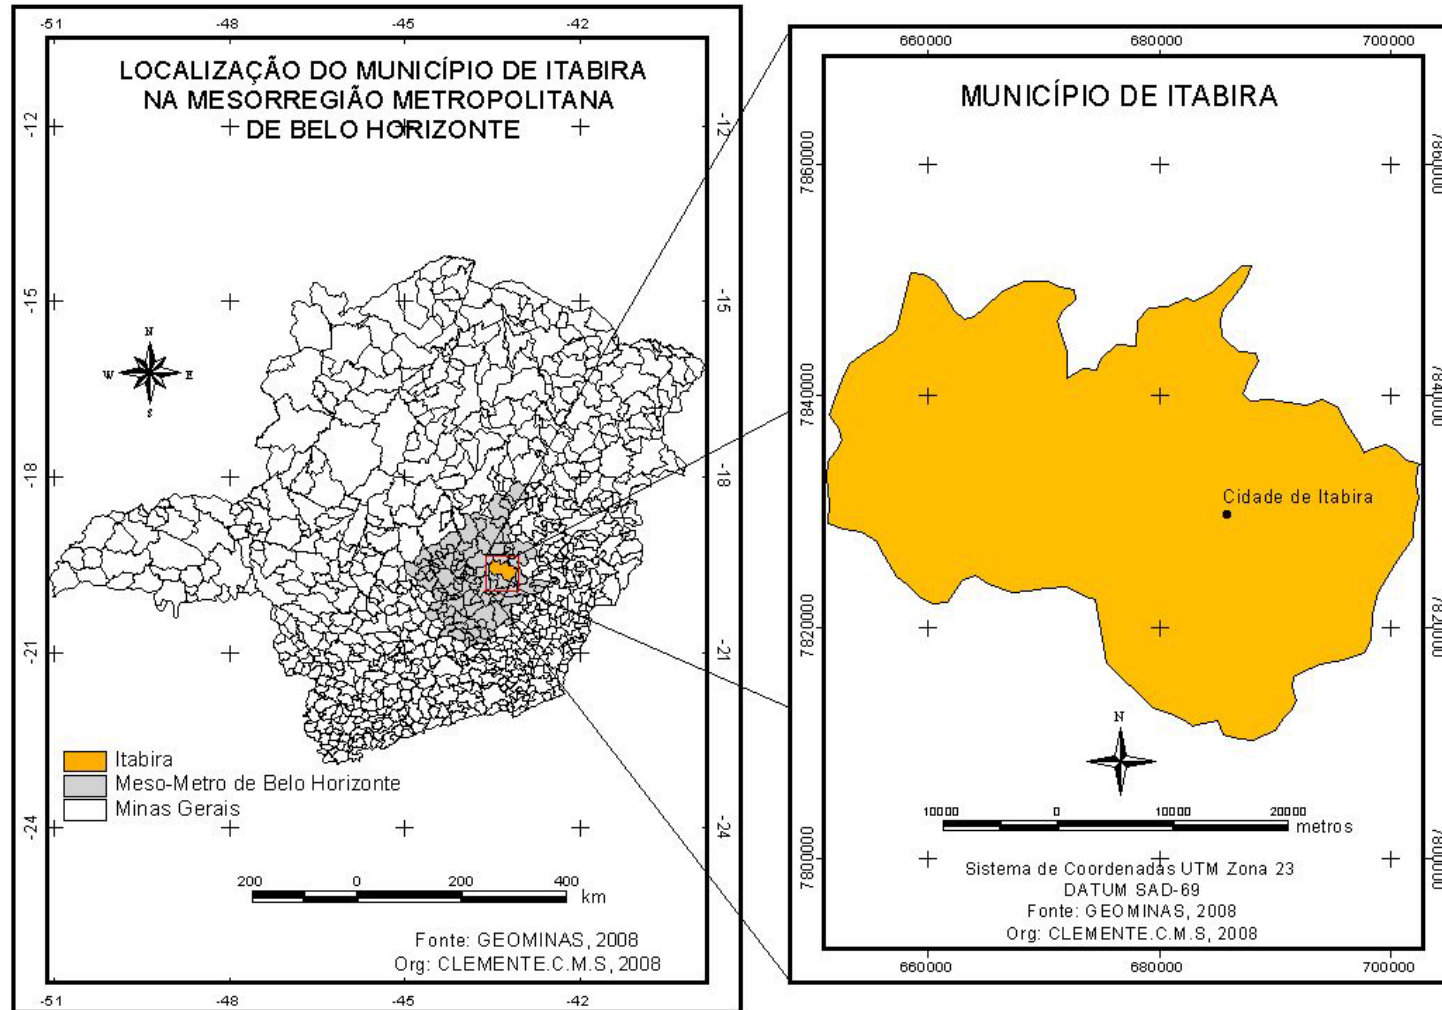 -51 -48 -45 -42
LOCALIZAÇÃO DO MUNICÍPIO DE ITABIRA
NA MESORREGIÃO METROPOLITANA
DE BELO HORIZONTE
-12 -12
-15 -15
N
W E
S
-18 -18
-21 -21
Itabira
Meso-Metro de Belo Horizonte
Minas Gerais
-24 -24
200 0 200 400
km
Fonte: GEOMINAS, 2008
Org: CLEMENTE.C.M.S, 2008
-51 -48 -45 -42
660000 680000 700000
MUNICÍPIO DE ITABIRA
7860000 7860000
7840000 7840000
Cidade de Itabira
7820000 7820000
N
10000 0 10000 20000
metros
7800000 7800000
Sistema de Coordenadas UTM Zona 23
DATUM SAD-69
Fonte: GEOMINAS, 2008
Org: CLEMENTE.C.M.S, 2008
660000 680000 700000